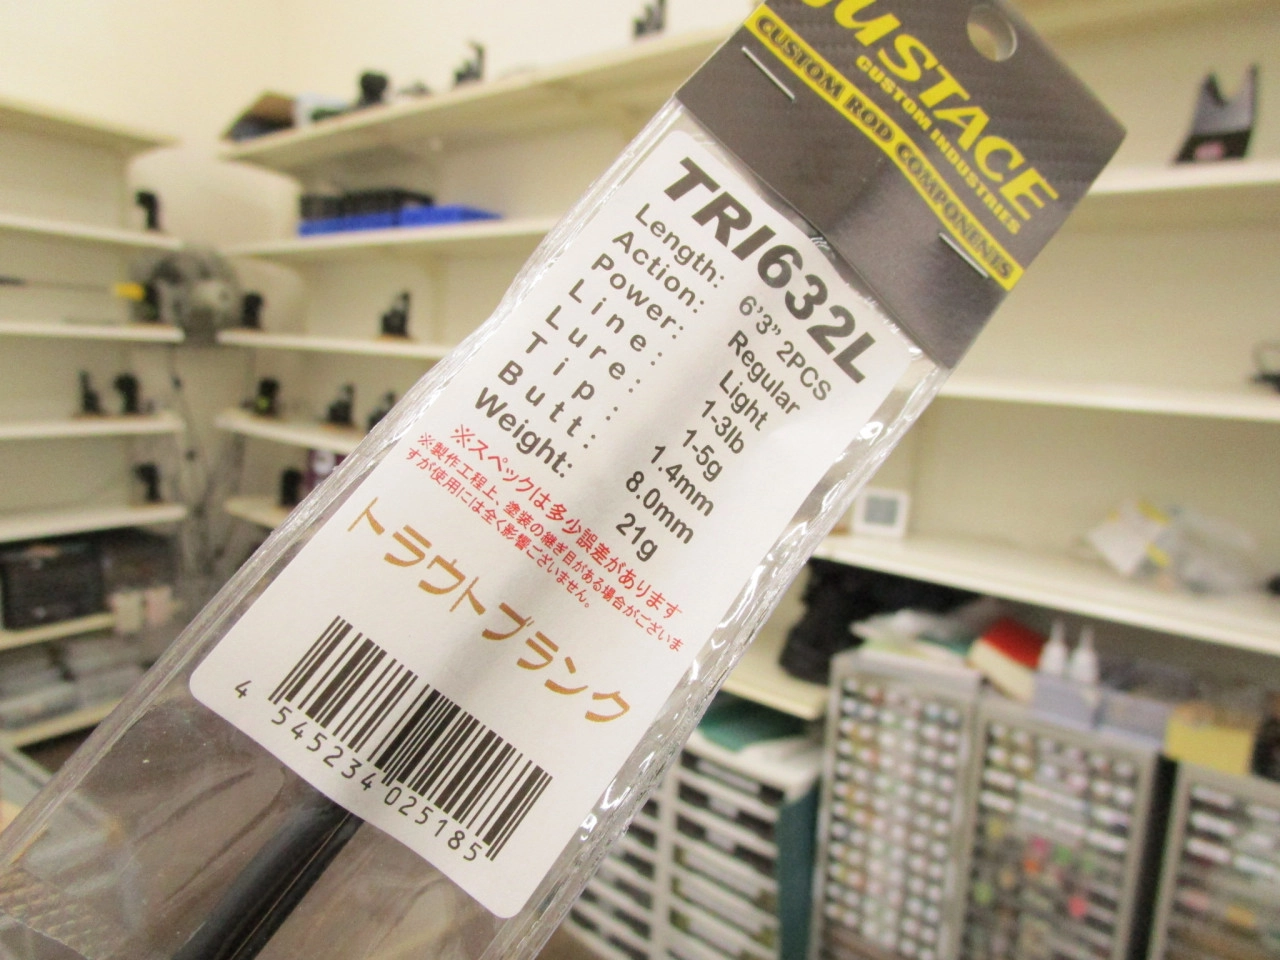 JUSTACE
CUSTOM INDUSTRIES
CUSTOM ROD COMPONENTS
TRI632L
Length: 6'3" 2PCS
Action: Regular
Power: Light
Line: 1-3lb
Lure: 1-5g
Tip: 1.4mm
Butt: 8.0mm
Weight: 21g
※スペックは多少誤差があります
※製作工程上、塗装の継ぎ目がある場合がございま
すが使用には全く影響ございません。
トラウトブランク
4 545234 025185